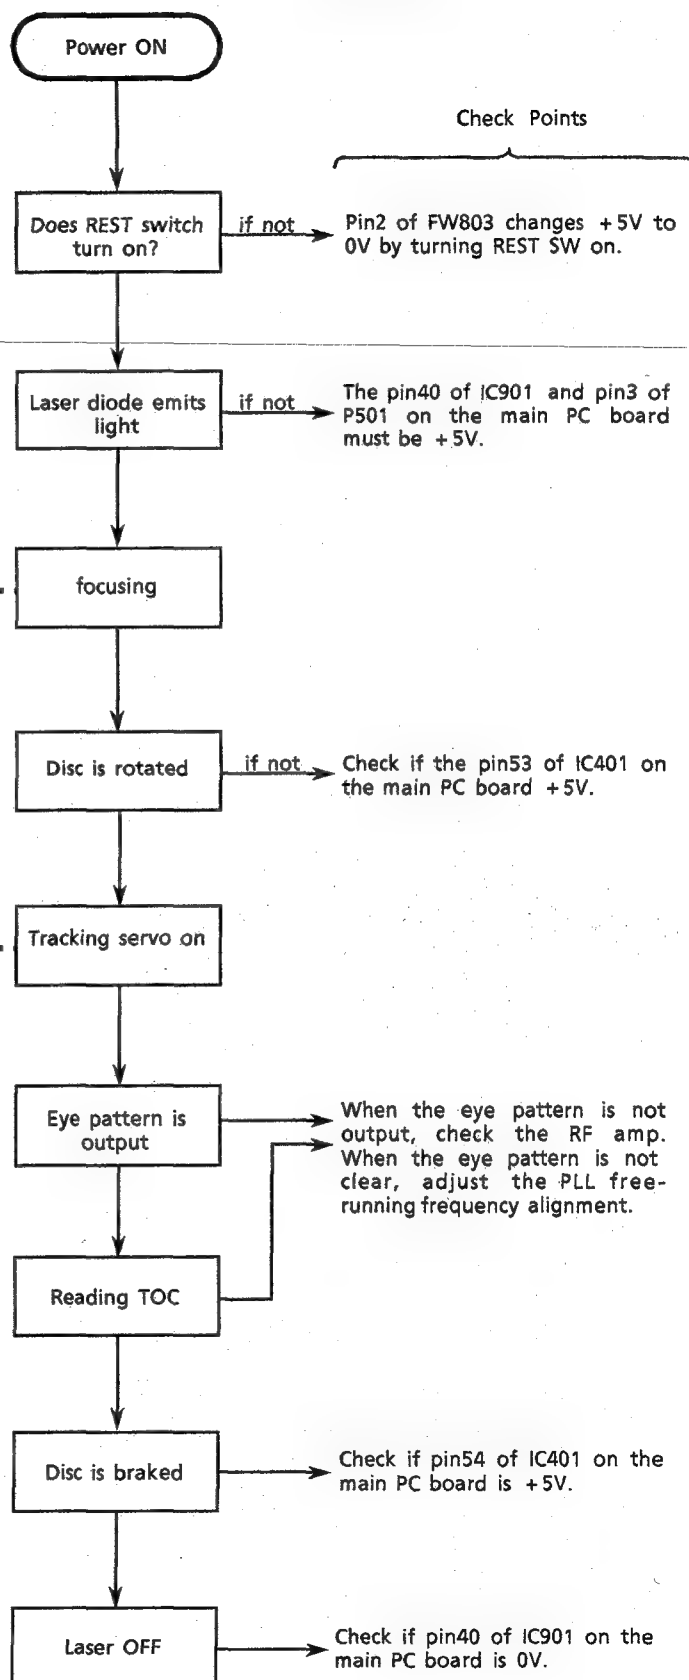 Power ON
Check Points
Does REST switch
turn on?
if not
Pin2 of FW803 changes +5V to
0V by turning REST SW on.
Laser diode emits
light
if not
The pin40 of IC901 and pin3 of
P501 on the main PC board
must be +5V.
focusing
Disc is rotated
if not
Check if the pin53 of IC401 on
the main PC board +5V.
Tracking servo on
Eye pattern is
output
When the eye pattern is not
output, check the RF amp.
When the eye pattern is not
clear, adjust the PLL free-
running frequency alignment.
Reading TOC
Disc is braked
Check if pin54 of IC401 on the
main PC board is +5V.
Laser OFF
Check if pin40 of IC901 on the
main PC board is 0V.